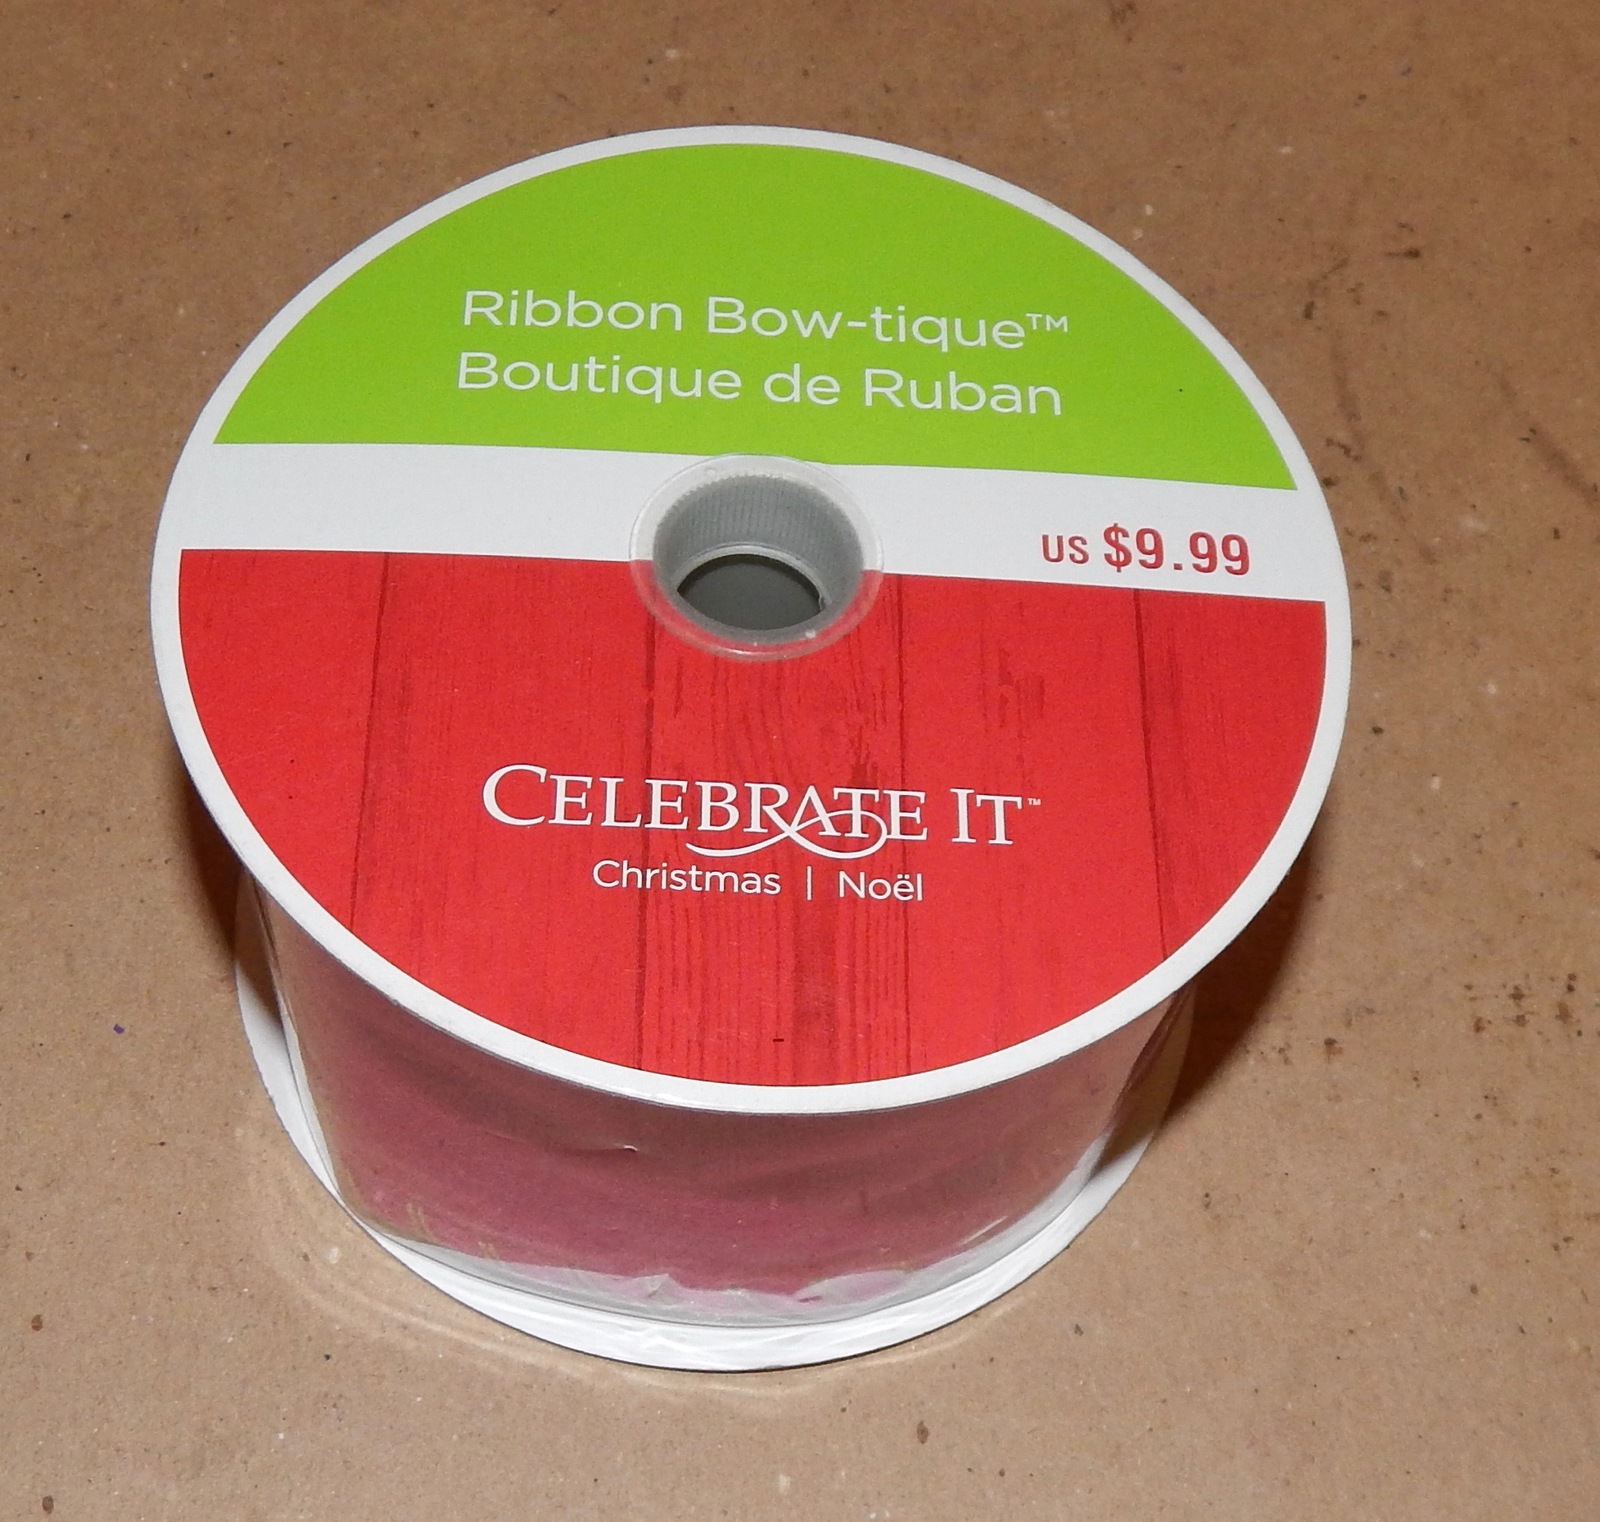 Ribbon Bow-tique™
Boutique de Ruban
US $9.99
CELEBRATE IT™
Christmas | Noël